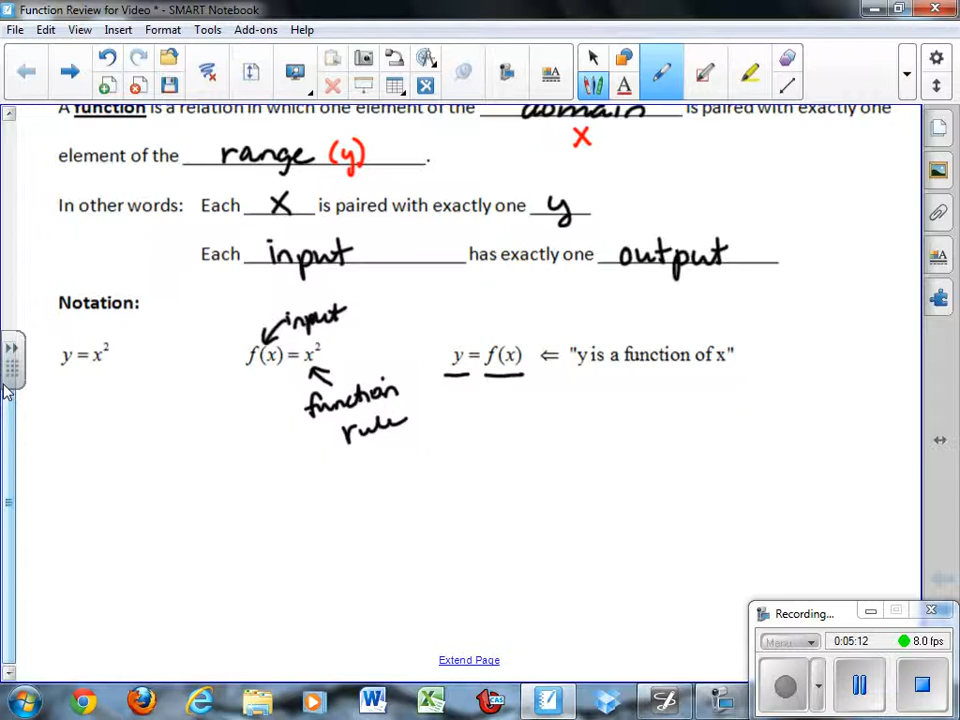 Function Review for Video * - SMART Notebook
File Edit View Insert Format Tools Add-ons Help
A function is a relation in which one element of the domain is paired with exactly one
x
element of the range (y).
In other words: Each x is paired with exactly one y
Each input has exactly one output
Notation:
input
y = x² f(x) = x² y = f(x) ⇐ "y is a function of x"
function
rule
Extend Page
Recording...
Menu 0:05:12 8.0 fps